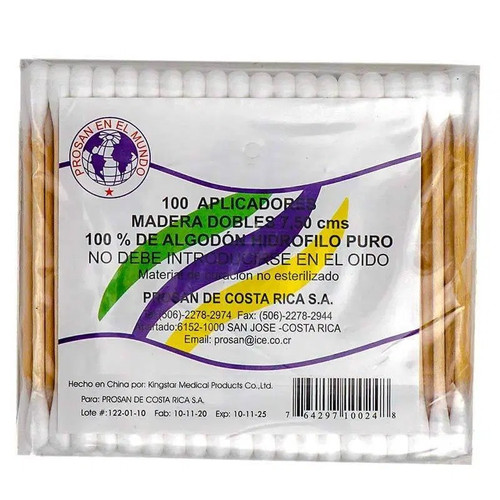 PROSAN EN EL MUNDO
100 APLICADORES
MADERA DOBLES 7,50 cms
100 % DE ALGODÓN HIDROFILO PURO
NO DEBE INTRODUCIRSE EN EL OIDO
Material de curación no esterilizado
PROSAN DE COSTA RICA S.A.
(506)-2278-2974 Fax: (506)-2278-2944
Apartado:6152-1000 SAN JOSE -COSTA RICA
Email: prosan@ice.co.cr
Hecho en China por: Kingstar Medical Products Co.,Ltd.
Para: PROSAN DE COSTA RICA S.A.
Lote #:122-01-10 Fab: 10-11-20 Exp: 10-11-25
7 64297 10024 8